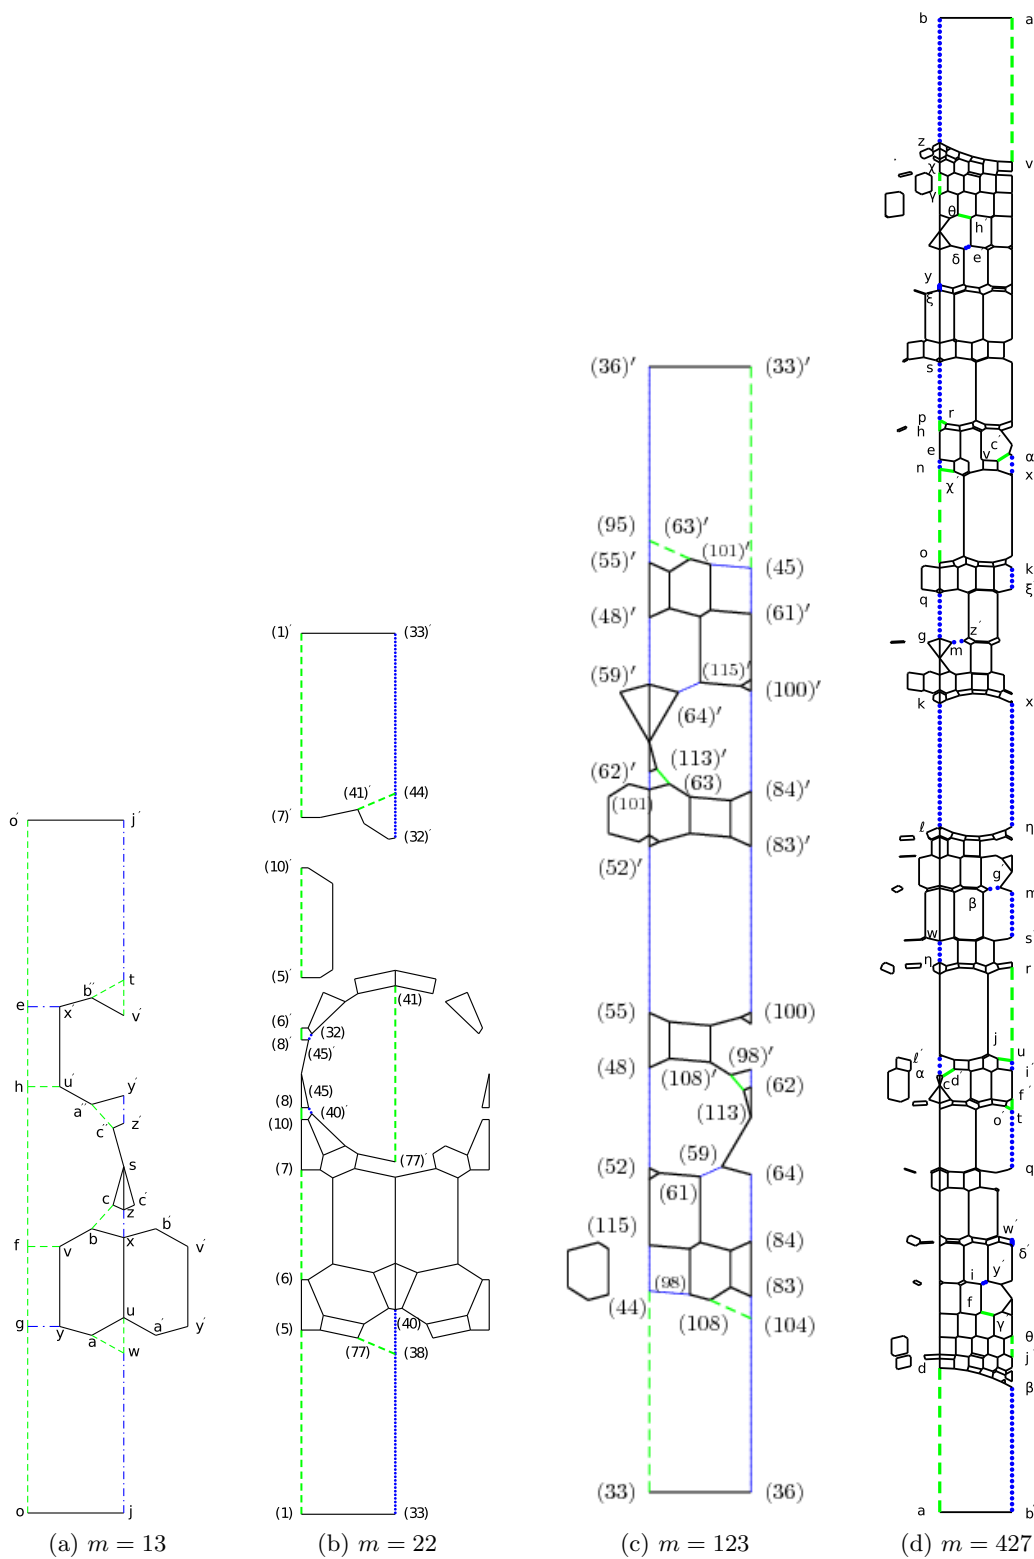 b a
z
v
χ
γ
θ
h´
δ e´
y
ξ
s
p r
h
c´
e v α
n x
χ´
o
k
ξ
q
g z´
m
k x
ℓ η
g´
β m
w s´
η r
j
u
ℓ´ i´
α c d´
f´
o´ t
q
w´
δ´
i y´
f
γ
θ
j´
d
β
a b´
(d) m = 427
(36)′ (33)′
(95) (63)′
(101)′
(55)′ (45)
(48)′ (61)′
(59)′ (115)′
(100)′
(64)′
(113)′
(62)′ (63)
(84)′
(101)
(83)′
(52)′
(55) (100)
(98)′
(48) (108)′ (62)
(113)
(59)
(52) (64)
(61)
(115)
(84)
(98) (83)
(44) (108) (104)
(33) (36)
(c) m = 123
(1)´ (33)´
(41)´ (44)
(7)´ (32)´
(10)´
(5)´
(41)
(6)´ (32)
(8)´ (45)´
(45)
(8) (40)´
(10)
(7) (77)´
(6)
(40)
(5) (77) (38)
(1) (33)
(b) m = 22
o´ j´
t
b´´
e x´ v´
h u´ y´
a´´
c´´ z´
s
c c´
z
b b´
f v x v´
u
g y a a´ y´
w
o j
(a) m = 13